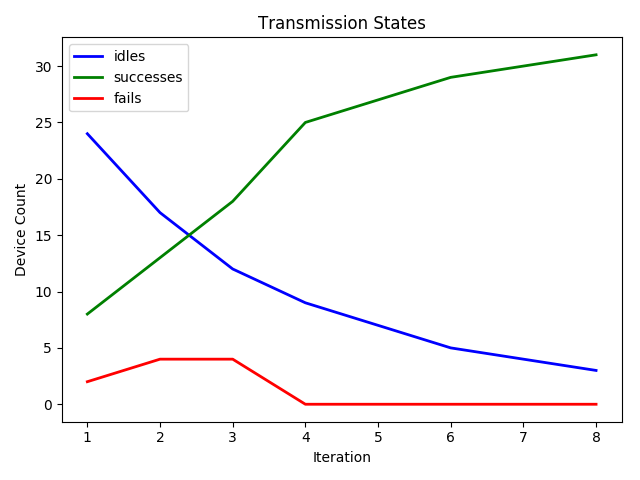 Transmission States
idles
successes
fails
Device Count
30
25
20
15
10
5
0
1 2 3 4 5 6 7 8
Iteration